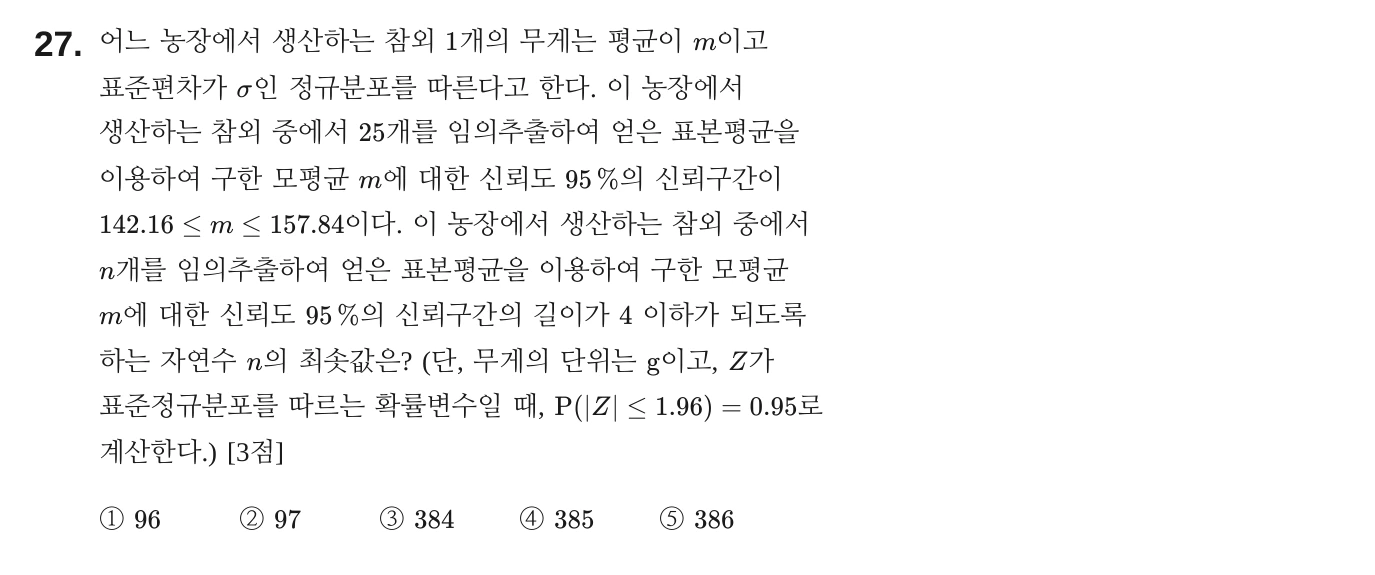 27. 어느 농장에서 생산하는 참외 1개의 무게는 평균이 m이고
표준편차가 σ인 정규분포를 따른다고 한다. 이 농장에서
생산하는 참외 중에서 25개를 임의추출하여 얻은 표본평균을
이용하여 구한 모평균 m에 대한 신뢰도 95 %의 신뢰구간이
142.16 ≤ m ≤ 157.84이다. 이 농장에서 생산하는 참외 중에서
n개를 임의추출하여 얻은 표본평균을 이용하여 구한 모평균
m에 대한 신뢰도 95 %의 신뢰구간의 길이가 4 이하가 되도록
하는 자연수 n의 최솟값은? (단, 무게의 단위는 g이고, Z가
표준정규분포를 따르는 확률변수일 때, P(|Z| ≤ 1.96) = 0.95로
계산한다.) [3점]
① 96 ② 97 ③ 384 ④ 385 ⑤ 386